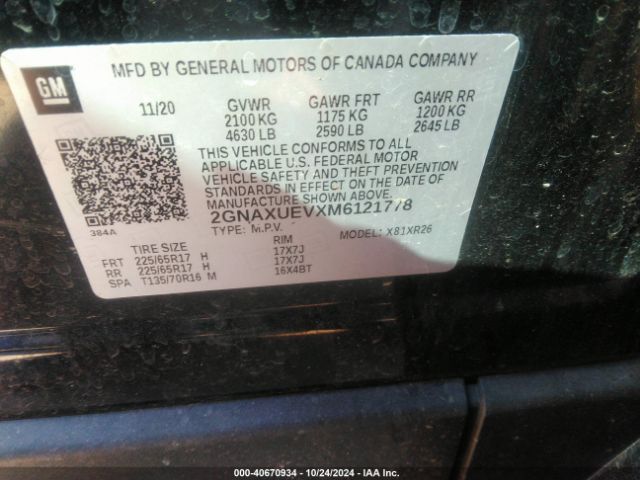 GM
MFD BY GENERAL MOTORS OF CANADA COMPANY
11/20 GVWR GAWR FRT GAWR RR
2100 KG 1175 KG 1200 KG
4630 LB 2590 LB 2645 LB
THIS VEHICLE CONFORMS TO ALL
APPLICABLE U.S. FEDERAL MOTOR
VEHICLE SAFETY AND THEFT PREVENTION
STANDARDS IN EFFECT ON THE DATE OF
MANUFACTURE SHOWN ABOVE.
2GNAXUEVXM6121778
384A TYPE: M.P.V. MODEL: X81XR26
TIRE SIZE RIM
FRT 225/65R17 H 17X7J
RR 225/65R17 H 17X7J
SPA T135/70R16 M 16X4BT
000-40670934 - 10/24/2024 - IAA Inc.